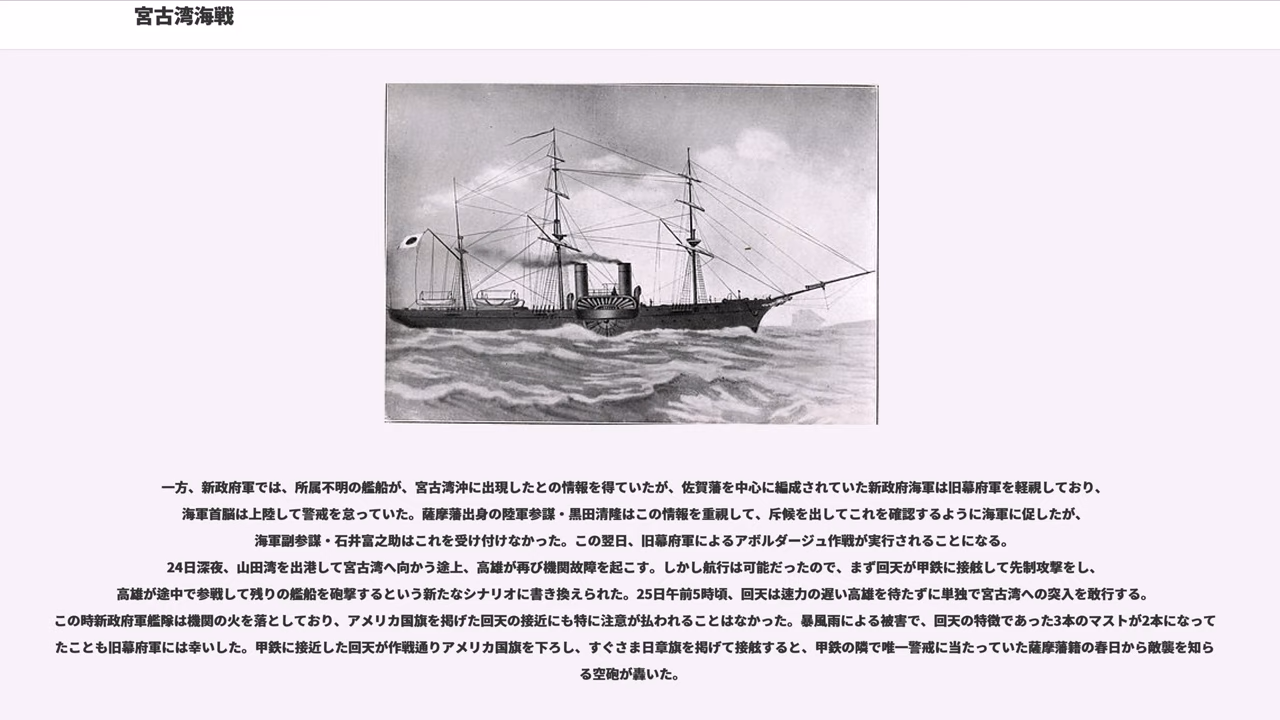 宮古湾海戦
一方、新政府軍では、所属不明の艦船が、宮古湾沖に出現したとの情報を得ていたが、佐賀藩を中心に編成されていた新政府海軍は旧幕府軍を軽視しており、
海軍首脳は上陸して警戒を怠っていた。薩摩藩出身の陸軍参謀・黒田清隆はこの情報を重視して、斥候を出してこれを確認するように海軍に促したが、
海軍副参謀・石井富之助はこれを受け付けなかった。この翌日、旧幕府軍によるアボルダージュ作戦が実行されることになる。
24日深夜、山田湾を出港して宮古湾へ向かう途上、高雄が再び機関故障を起こす。しかし航行は可能だったので、まず回天が甲鉄に接舷して先制攻撃をし、
高雄が途中で参戦して残りの艦船を砲撃するという新たなシナリオに書き換えられた。25日午前5時頃、回天は速力の遅い高雄を待たずに単独で宮古湾への突入を敢行する。
この時新政府軍艦隊は機関の火を落としており、アメリカ国旗を掲げた回天の接近にも特に注意が払われることはなかった。暴風雨による被害で、回天の特徴であった3本のマストが2本になって
たことも旧幕府軍には幸いした。甲鉄に接近した回天が作戦通りアメリカ国旗を下ろし、すぐさま日章旗を掲げて接舷すると、甲鉄の隣で唯一警戒に当たっていた薩摩藩籍の春日から敵襲を知ら
る空砲が轟いた。